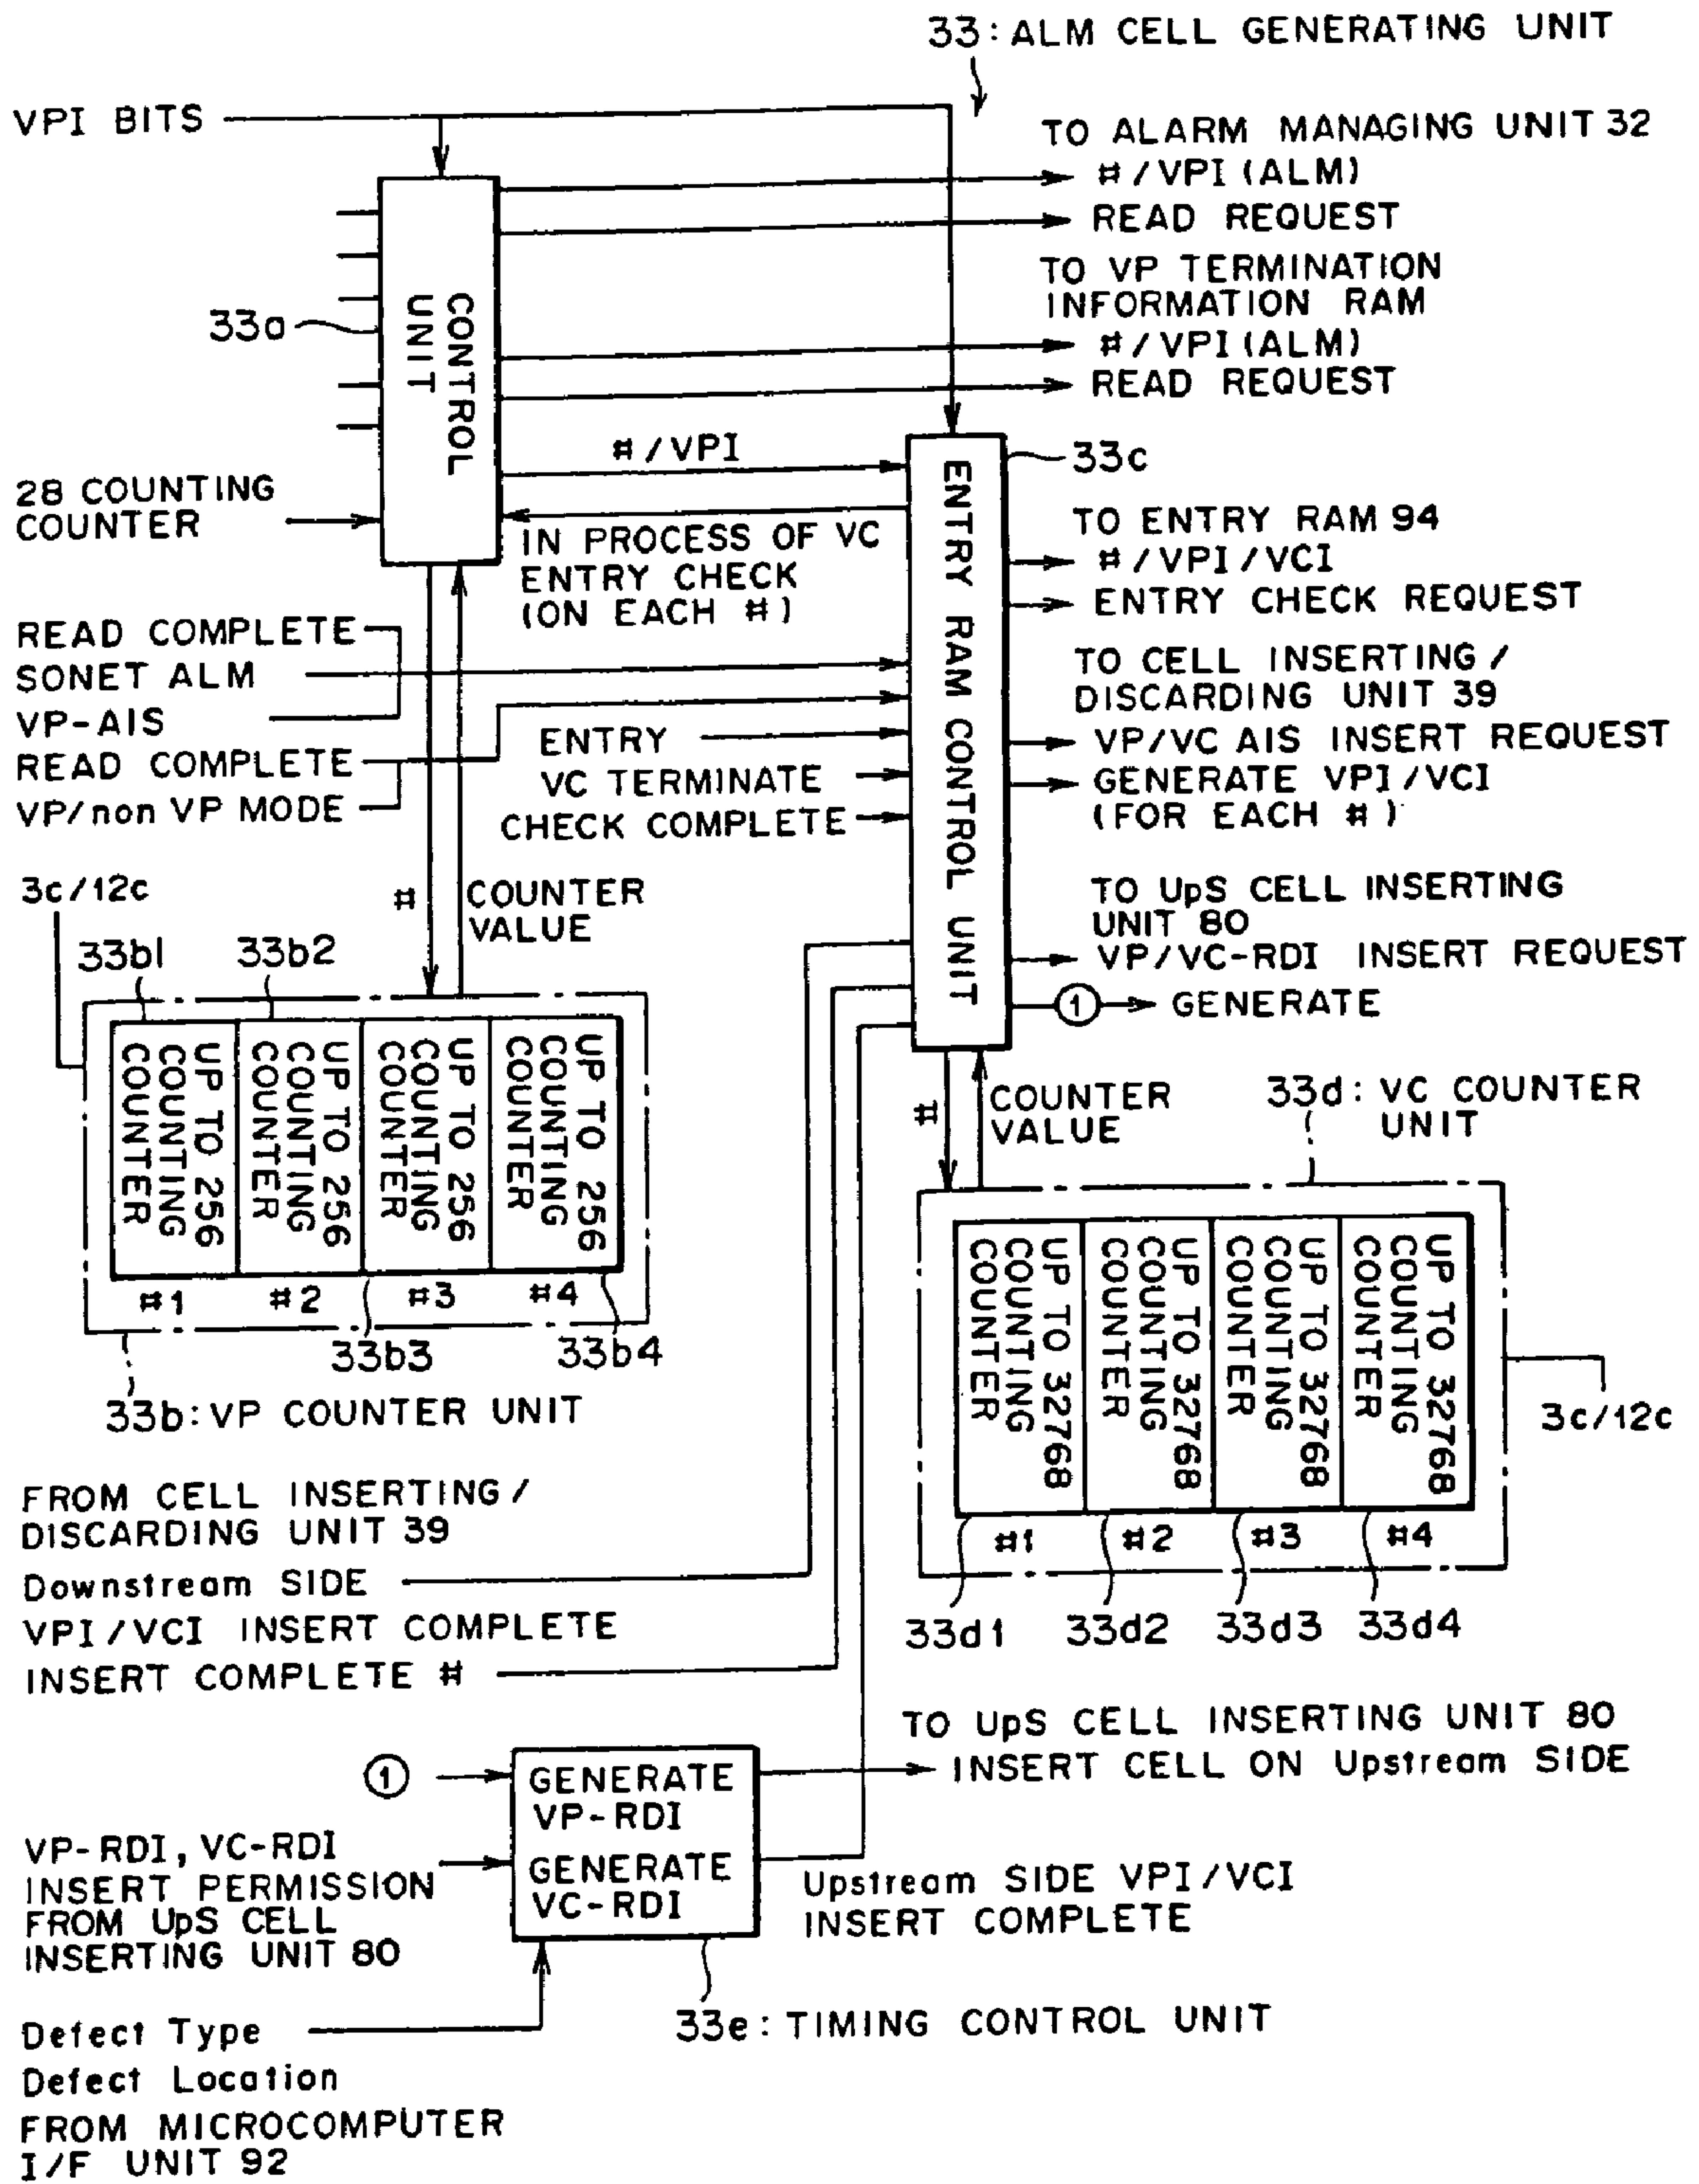 33 : ALM CELL GENERATING UNIT
VPI BITS
TO ALARM MANAGING UNIT 32
# / VPI (ALM)
READ REQUEST
TO VP TERMINATION
INFORMATION RAM
# / VPI (ALM)
READ REQUEST
33a
CONTROL
UNIT
# / VPI
33c
28 COUNTING
COUNTER
IN PROCESS OF VC
ENTRY CHECK
(ON EACH #)
ENTRY RAM CONTROL UNIT
TO ENTRY RAM 94
# / VPI / VCI
ENTRY CHECK REQUEST
READ COMPLETE
SONET ALM
VP-AIS
READ COMPLETE
VP/non VP MODE
ENTRY
VC TERMINATE
CHECK COMPLETE
TO CELL INSERTING /
DISCARDING UNIT 39
VP/VC AIS INSERT REQUEST
GENERATE VPI / VCI
(FOR EACH #)
3c/12c
#
COUNTER
VALUE
TO UpS CELL INSERTING
UNIT 80
VP/VC-RDI INSERT REQUEST
1
GENERATE
33b1
33b2
UP TO 256
COUNTING
COUNTER
UP TO 256
COUNTING
COUNTER
UP TO 256
COUNTING
COUNTER
UP TO 256
COUNTING
COUNTER
#1
#2
#3
#4
33b3
33b4
33b : VP COUNTER UNIT
#
COUNTER
VALUE
33d : VC COUNTER
UNIT
UP TO 32768
COUNTING
COUNTER
UP TO 32768
COUNTING
COUNTER
UP TO 32768
COUNTING
COUNTER
UP TO 32768
COUNTING
COUNTER
3c/12c
#1
#2
#3
#4
33d1
33d2
33d3
33d4
FROM CELL INSERTING /
DISCARDING UNIT 39
Downstream SIDE
VPI / VCI INSERT COMPLETE
INSERT COMPLETE #
TO UpS CELL INSERTING UNIT 80
INSERT CELL ON Upstream SIDE
1
GENERATE
VP-RDI
GENERATE
VC-RDI
VP-RDI, VC-RDI
INSERT PERMISSION
FROM UpS CELL
INSERTING UNIT 80
Upstream SIDE VPI / VCI
INSERT COMPLETE
33e : TIMING CONTROL UNIT
Defect Type
Defect Location
FROM MICROCOMPUTER
I/F UNIT 92